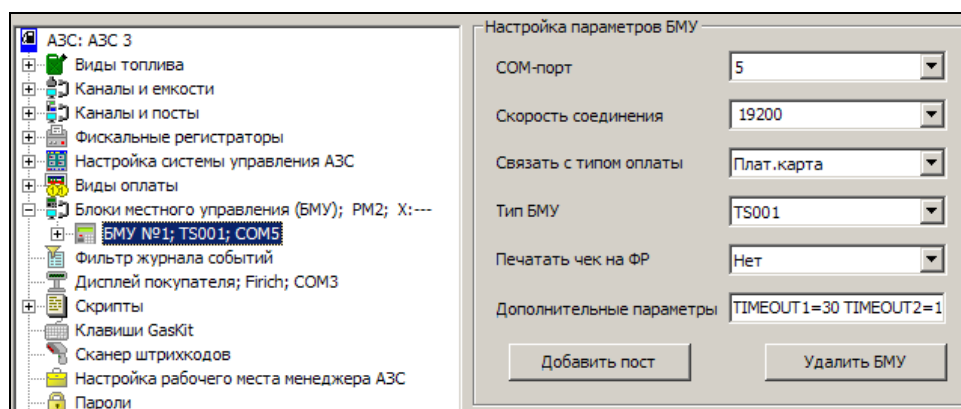 АЗС: АЗС 3
Виды топлива
Каналы и емкости
Каналы и посты
Фискальные регистраторы
Настройка системы управления АЗС
Виды оплаты
Блоки местного управления (БМУ); PM2; X:---
БМУ №1; TS001; COM5
Фильтр журнала событий
Дисплей покупателя; Firich; COM3
Скрипты
Клавиши GasKit
Сканер штрихкодов
Настройка рабочего места менеджера АЗС
Пароли
Настройка параметров БМУ
COM-порт 5
Скорость соединения 19200
Связать с типом оплаты Плат.карта
Тип БМУ TS001
Печатать чек на ФР Нет
Дополнительные параметры TIMEOUT1=30 TIMEOUT2=1
Добавить пост Удалить БМУ